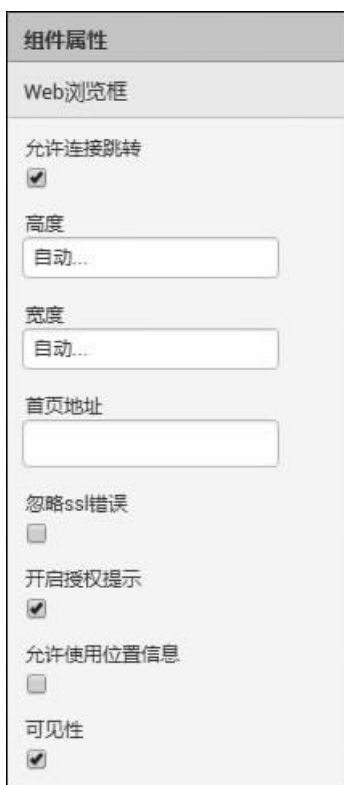 组件属性
Web浏览框
允许连接跳转
高度
自动...
宽度
自动...
首页地址
忽略ssl错误
开启授权提示
允许使用位置信息
可见性